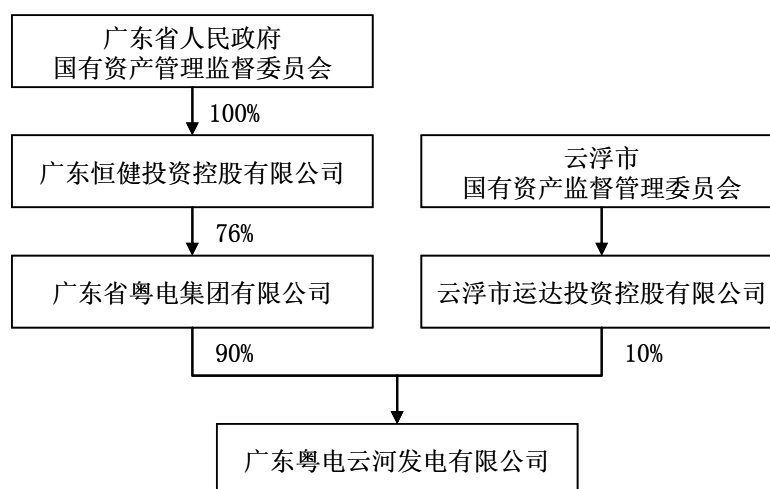 广东省人民政府
国有资产管理监督委员会
100%
广东恒健投资控股有限公司
云浮市
国有资产监督管理委员会
76%
广东省粤电集团有限公司
云浮市运达投资控股有限公司
90%
10%
广东粤电云河发电有限公司